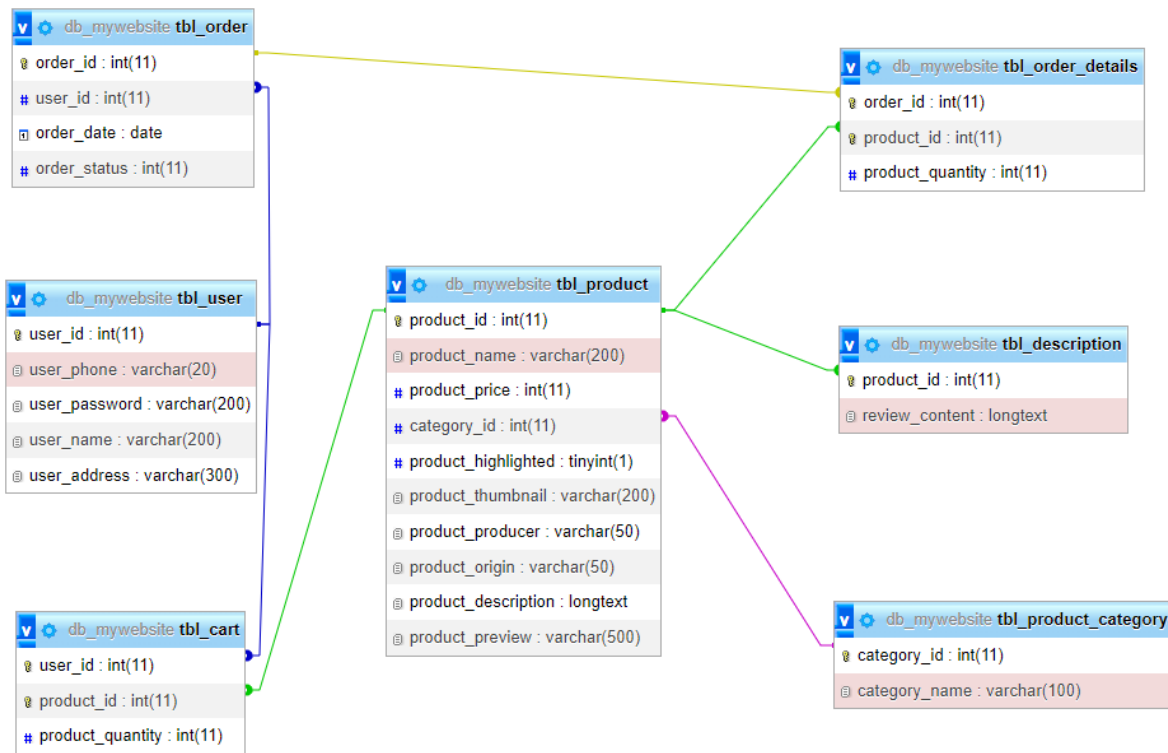 db_mywebsite tbl_order
order_id : int(11)
user_id : int(11)
order_date : date
order_status : int(11)
db_mywebsite tbl_order_details
order_id : int(11)
product_id : int(11)
product_quantity : int(11)
db_mywebsite tbl_user
user_id : int(11)
user_phone : varchar(20)
user_password : varchar(200)
user_name : varchar(200)
user_address : varchar(300)
db_mywebsite tbl_product
product_id : int(11)
product_name : varchar(200)
product_price : int(11)
category_id : int(11)
product_highlighted : tinyint(1)
product_thumbnail : varchar(200)
product_producer : varchar(50)
product_origin : varchar(50)
product_description : longtext
product_preview : varchar(500)
db_mywebsite tbl_description
product_id : int(11)
review_content : longtext
db_mywebsite tbl_cart
user_id : int(11)
product_id : int(11)
product_quantity : int(11)
db_mywebsite tbl_product_category
category_id : int(11)
category_name : varchar(100)